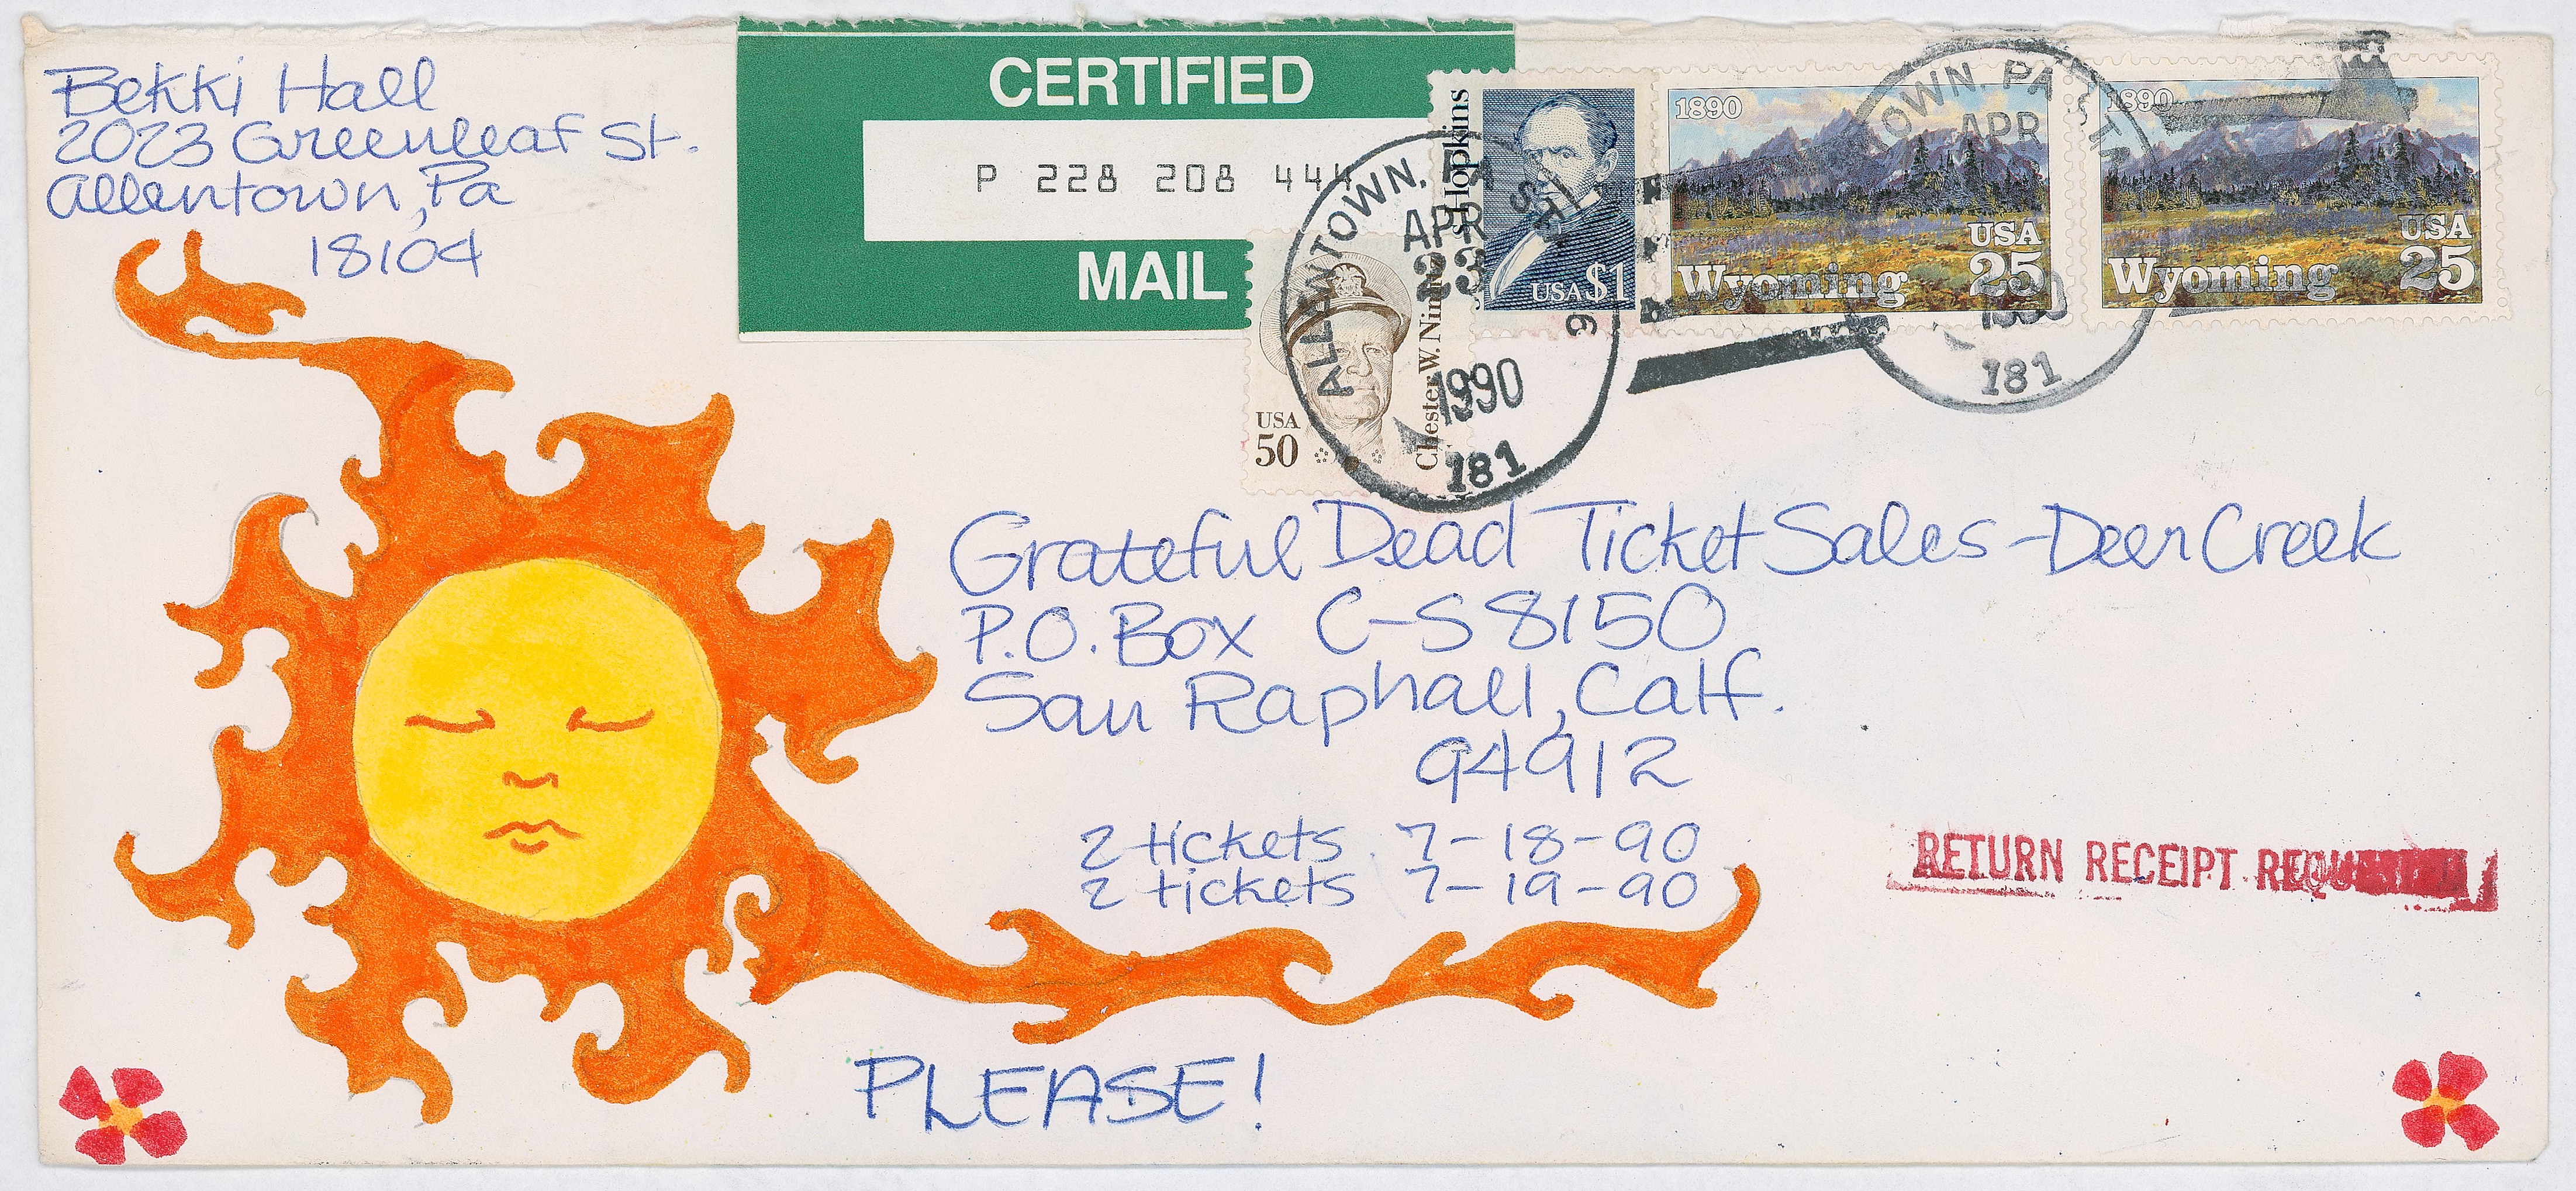 Bekki Hall
2023 Greenleaf St.
Allentown, Pa
18104
CERTIFIED
P 228 208 444
MAIL
Hopkins
USA $1
1890
Wyoming
USA
25
1890
Wyoming
USA
25
USA
50
Chester W. Nimitz
ALLENTOWN, PA
APR
23
1990
181
APR
181
Grateful Dead Ticket Sales - Deer Creek
P.O. Box C-S 8150
San Raphall, Calf.
94912
2 tickets 7-18-90
2 tickets 7-19-90
RETURN RECEIPT REQUESTED
PLEASE!